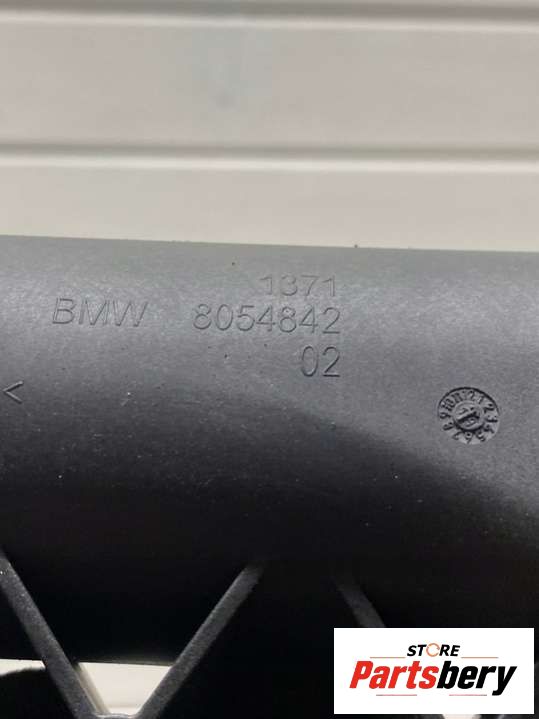 1371
BMW 8054842
02
<
STORE
Partsbery